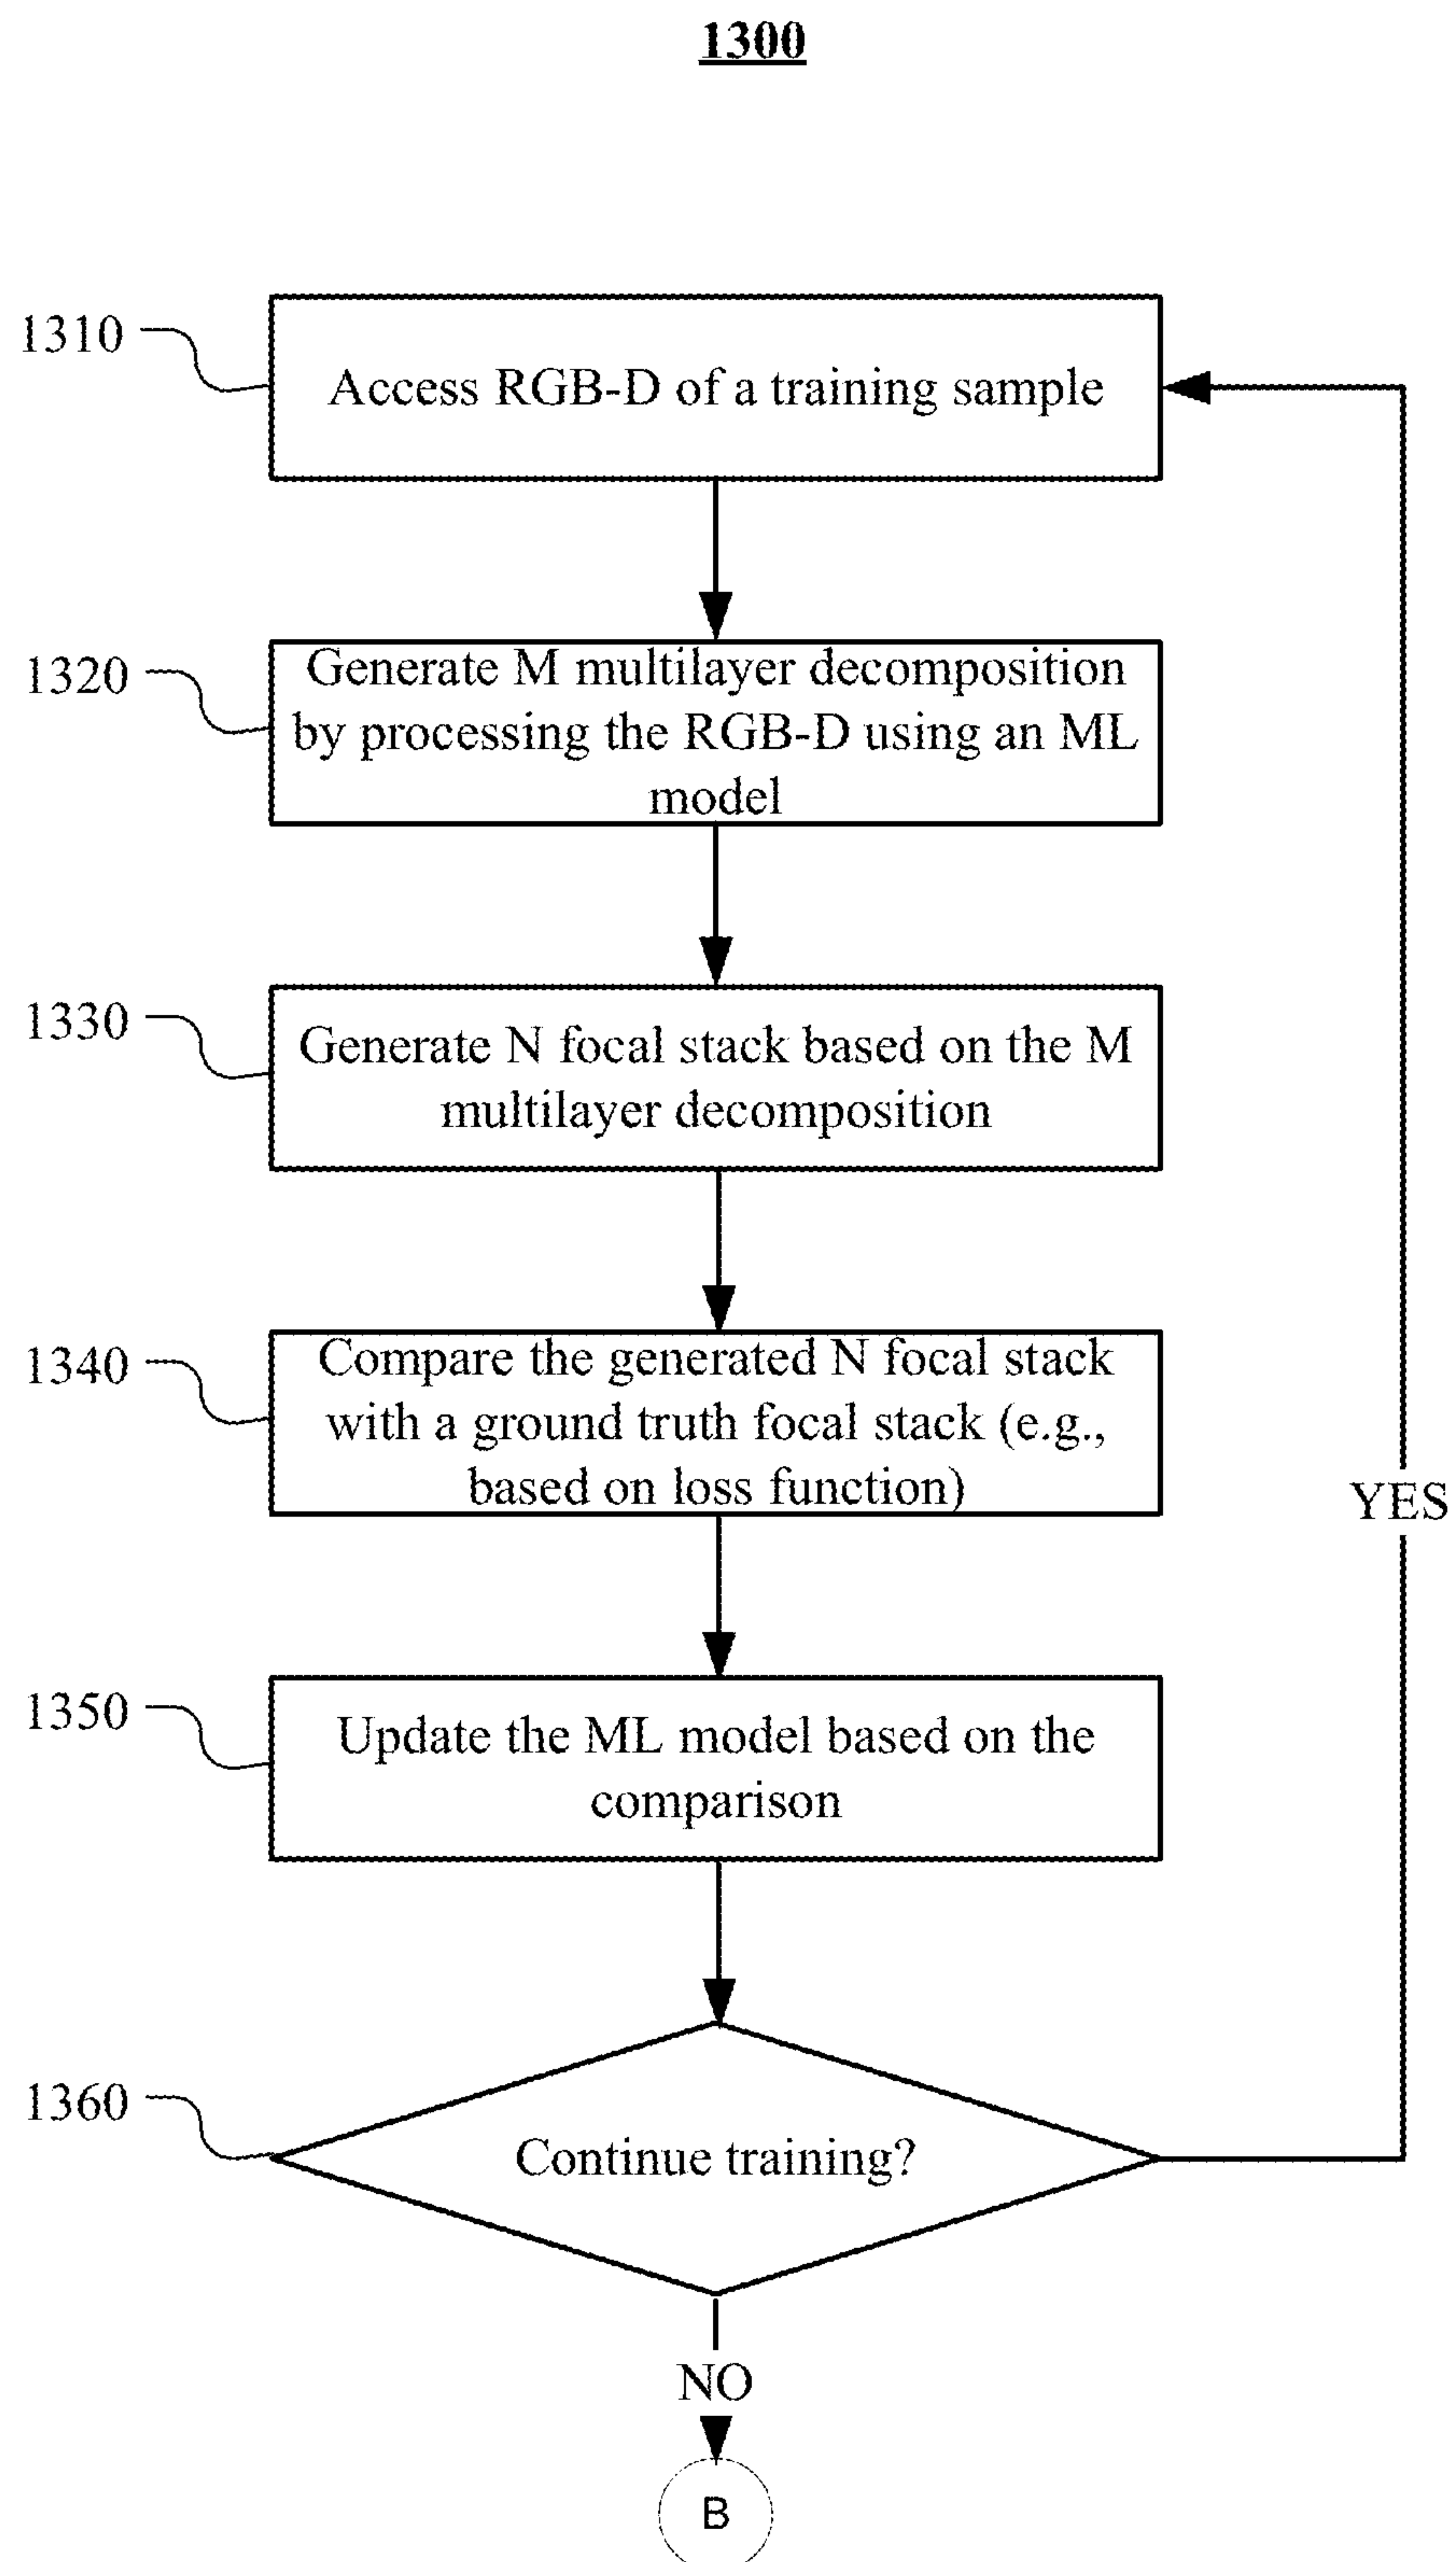 1300
1310
Access RGB-D of a training sample
1320
Generate M multilayer decomposition
by processing the RGB-D using an ML
model
1330
Generate N focal stack based on the M
multilayer decomposition
1340
Compare the generated N focal stack
with a ground truth focal stack (e.g.,
based on loss function)
YES
1350
Update the ML model based on the
comparison
1360
Continue training?
NO
B